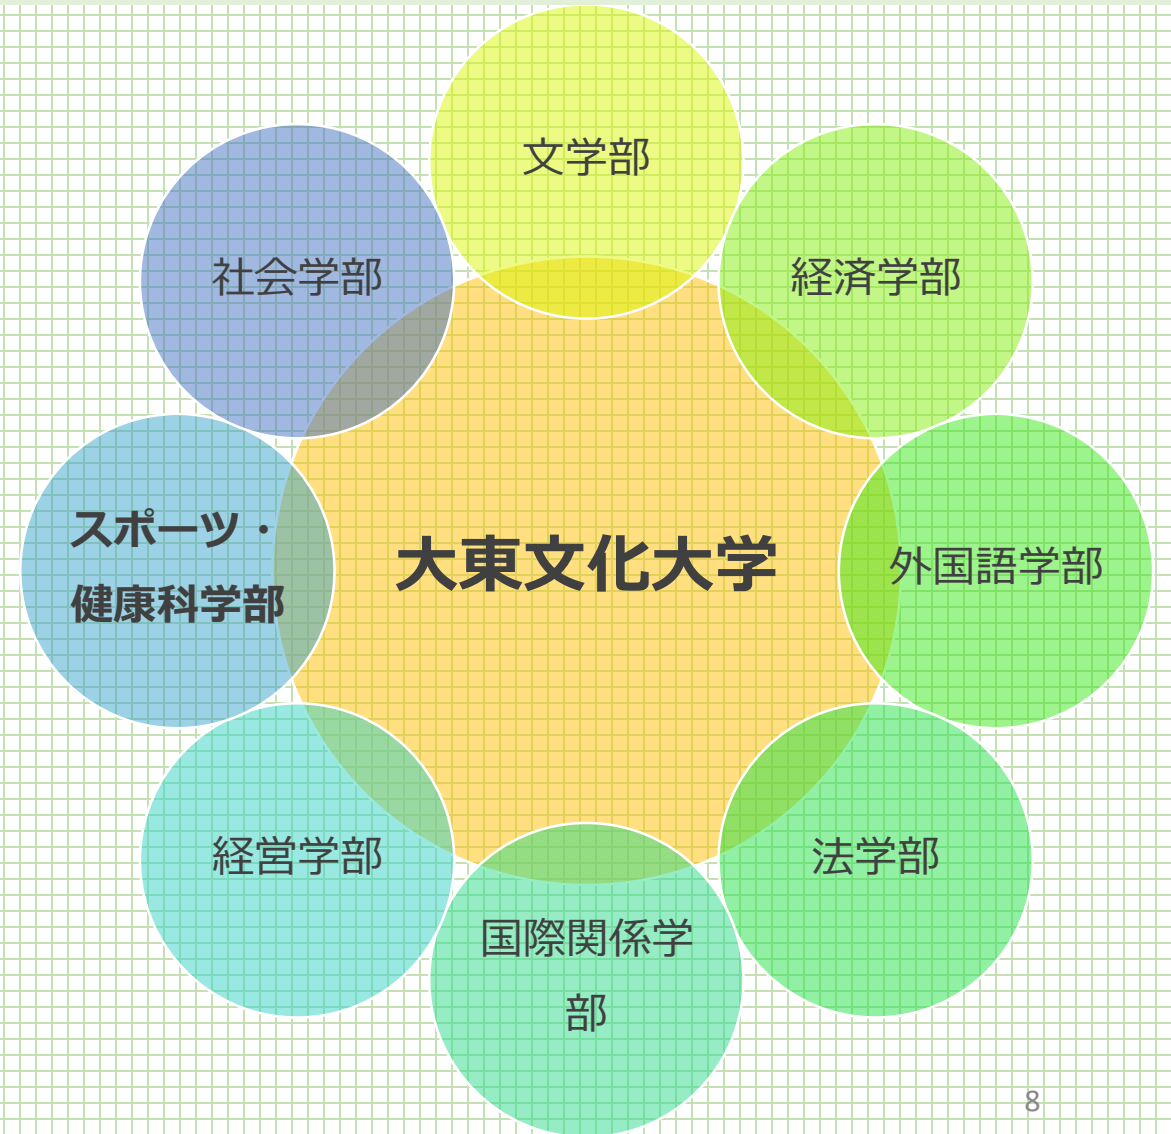 文学部
社会学部
経済学部
スポーツ・
健康科学部
大東文化大学
外国語学部
経営学部
法学部
国際関係学
部
8